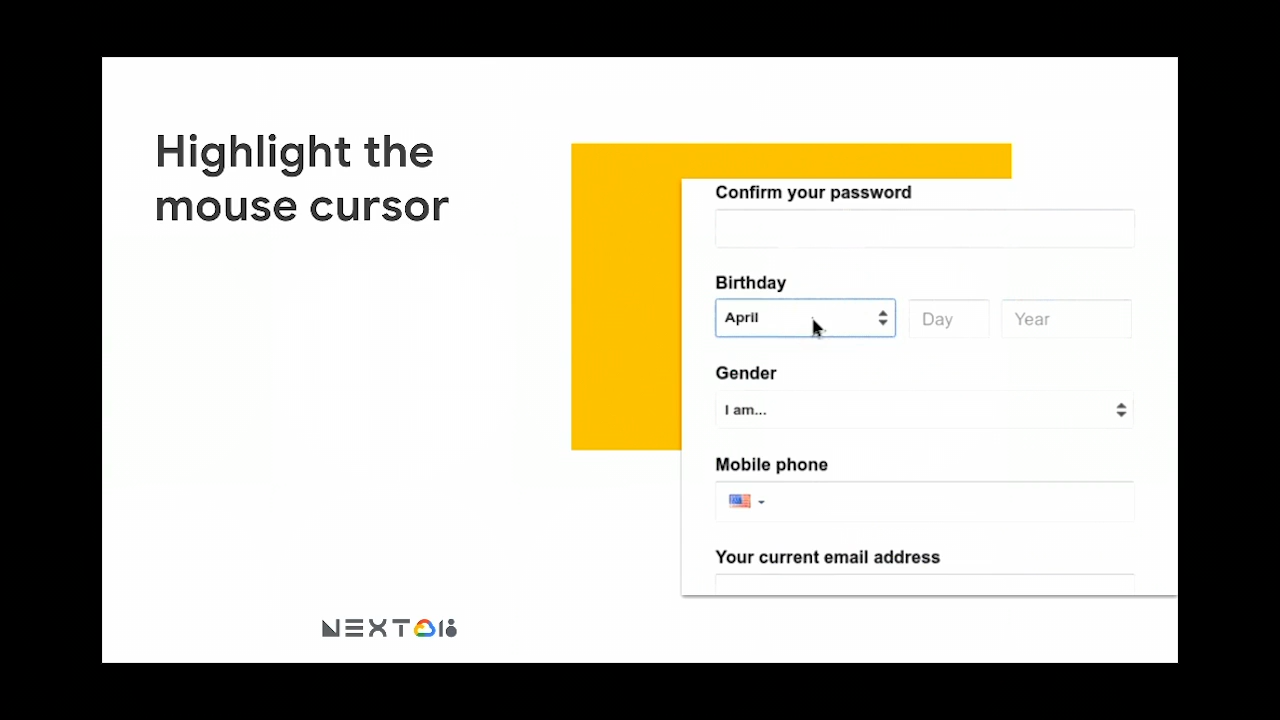 Highlight the
mouse cursor
Confirm your password
Birthday
April
Day
Year
Gender
I am...
Mobile phone
Your current email address
NEXT 18